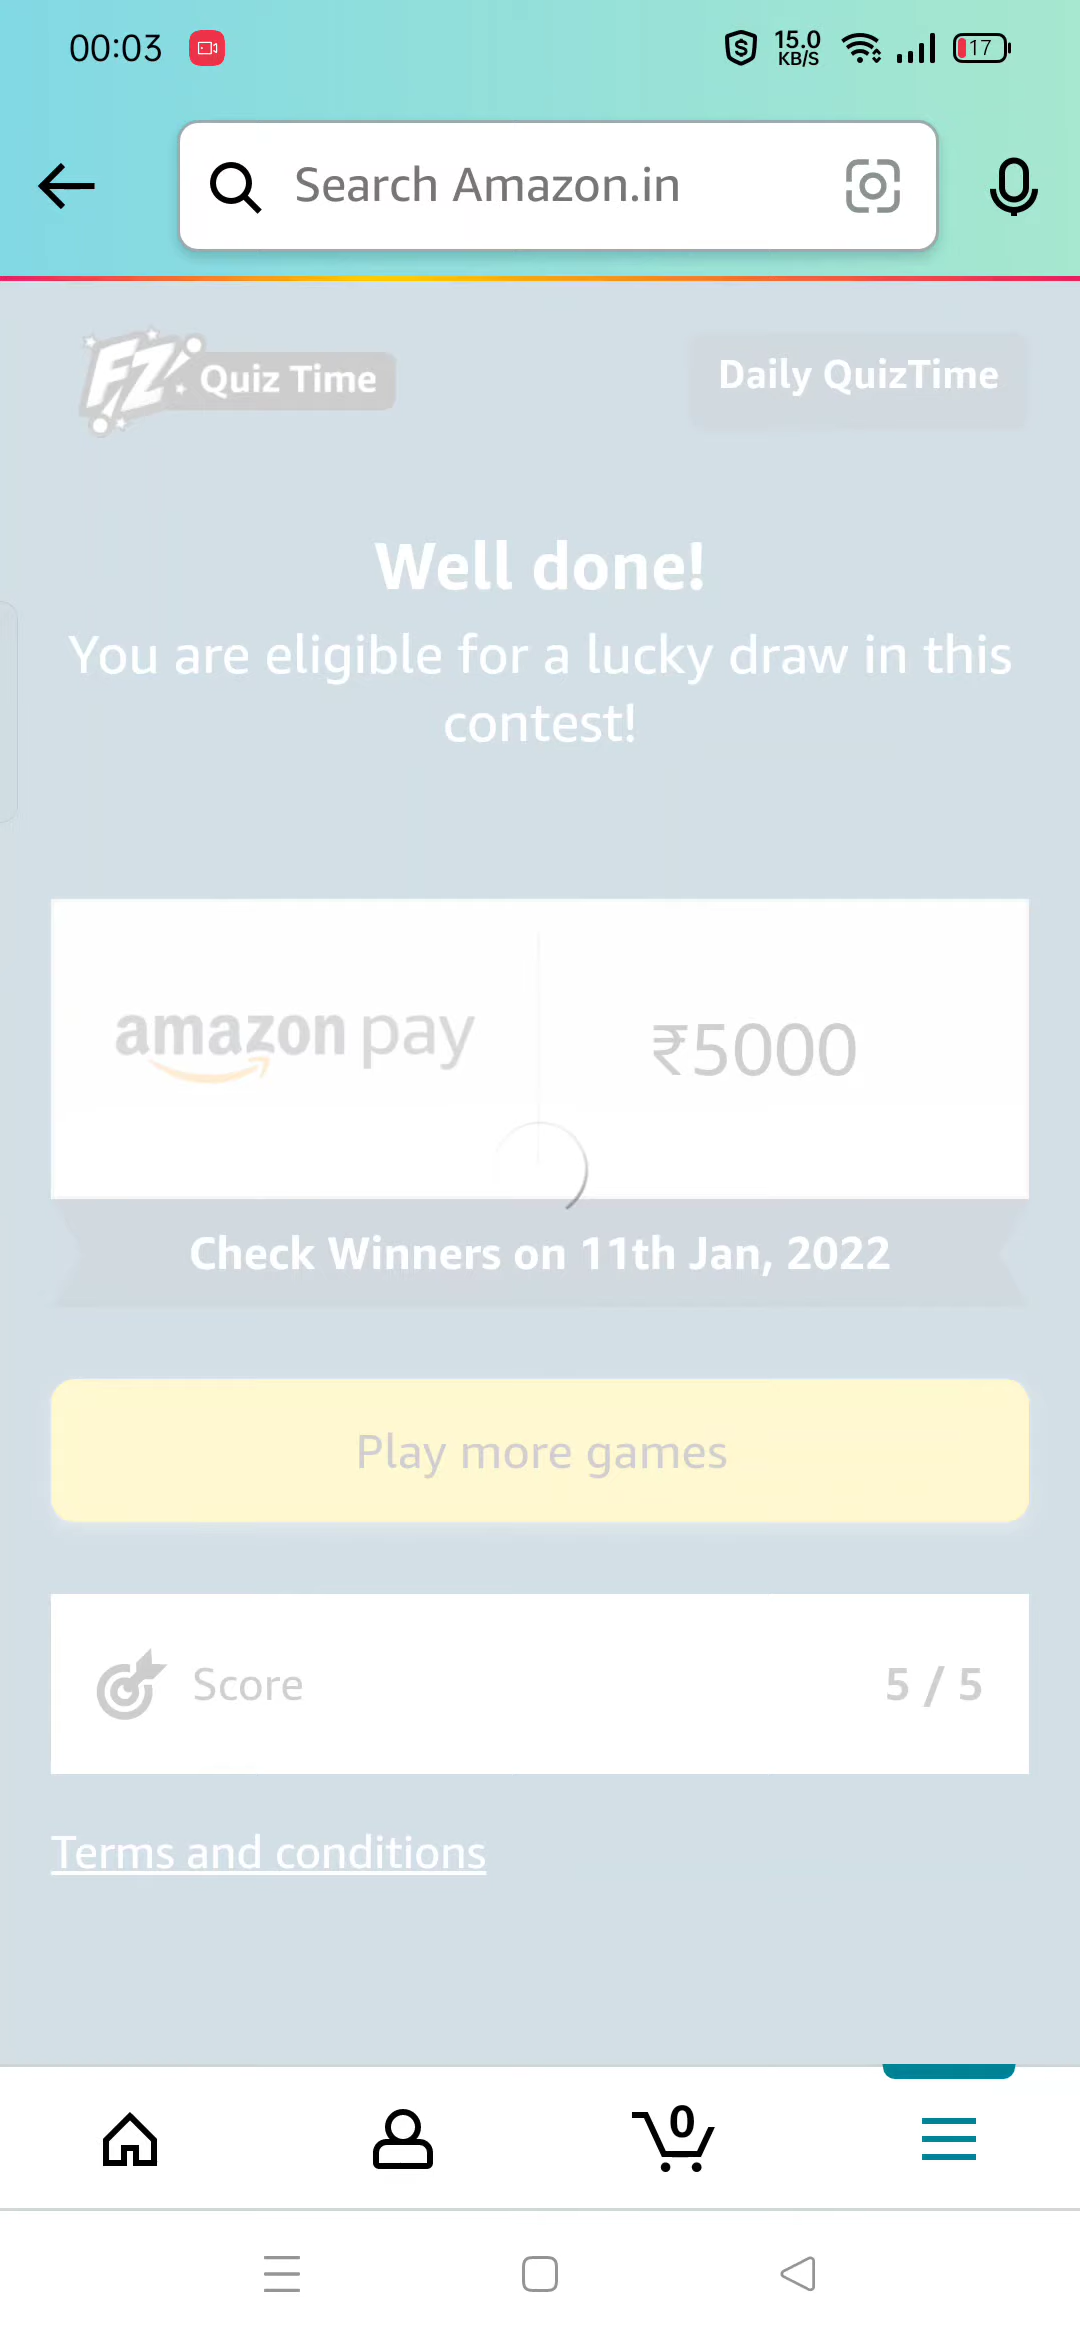 00:03
15.0
KB/S
17
Search Amazon.in
FZ Quiz Time
Daily QuizTime
Well done!
You are eligible for a lucky draw in this
contest!
amazon pay
₹5000
Check Winners on 11th Jan, 2022
Play more games
Score
5 / 5
Terms and conditions
0